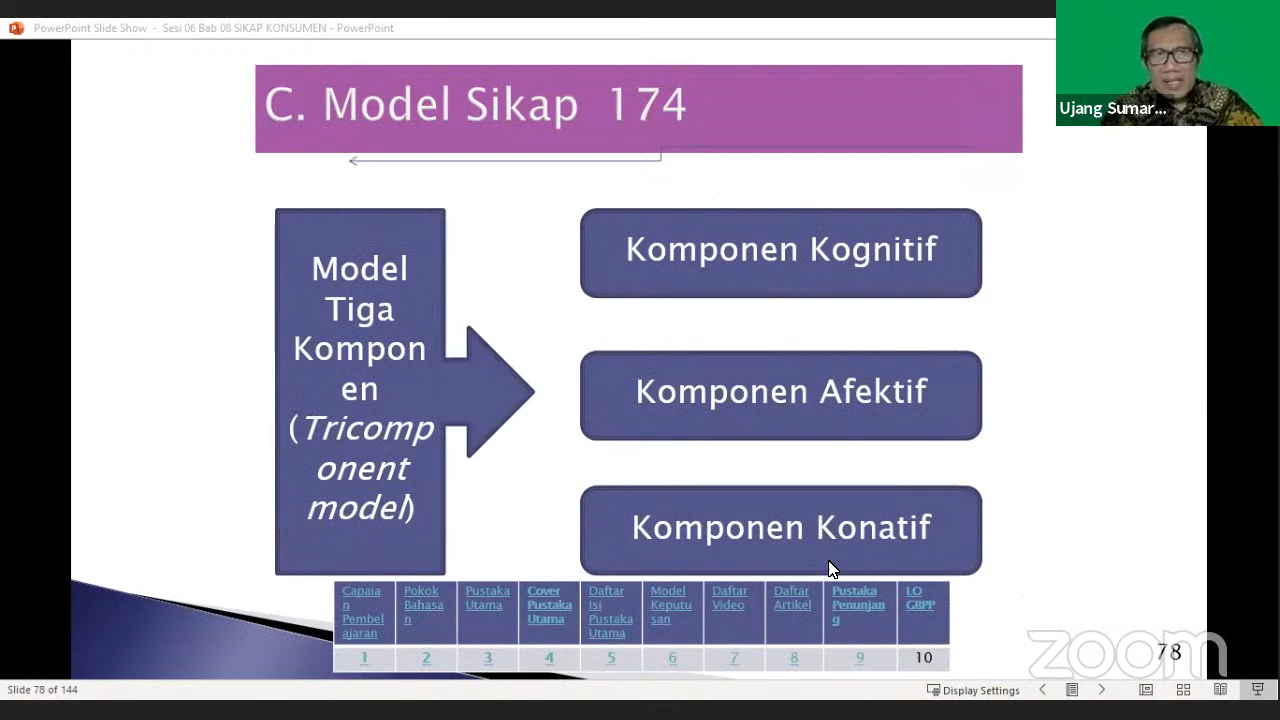 PowerPoint Slide Show - Sesi 06 Bab 08 SIKAP KONSUMEN - PowerPoint
Ujang Sumar...
C. Model Sikap 174
Model
Tiga
Kompon
en
(Tricomp
onent
model)
Komponen Kognitif
Komponen Afektif
Komponen Konatif
Capaia
n
Pembel
ajaran
Pokok
Bahasa
n
Pustaka
Utama
Cover
Pustaka
Utama
Daftar
Isi
Pustaka
Utama
Model
Keputu
san
Daftar
Video
Daftar
Artikel
Pustaka
Penunjan
g
LO
GBPP
1 2 3 4 5 6 7 8 9 10
zoom
78
Slide 78 of 144
Display Settings